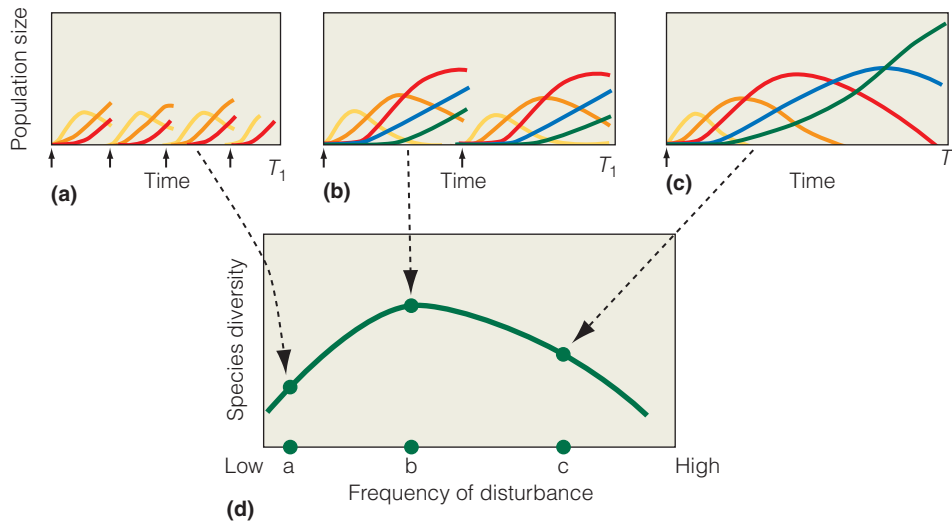 Population size
T1
Time
(a)
T1
Time
(b)
T
Time
(c)
Species diversity
Low
a
b
c
High
Frequency of disturbance
(d)